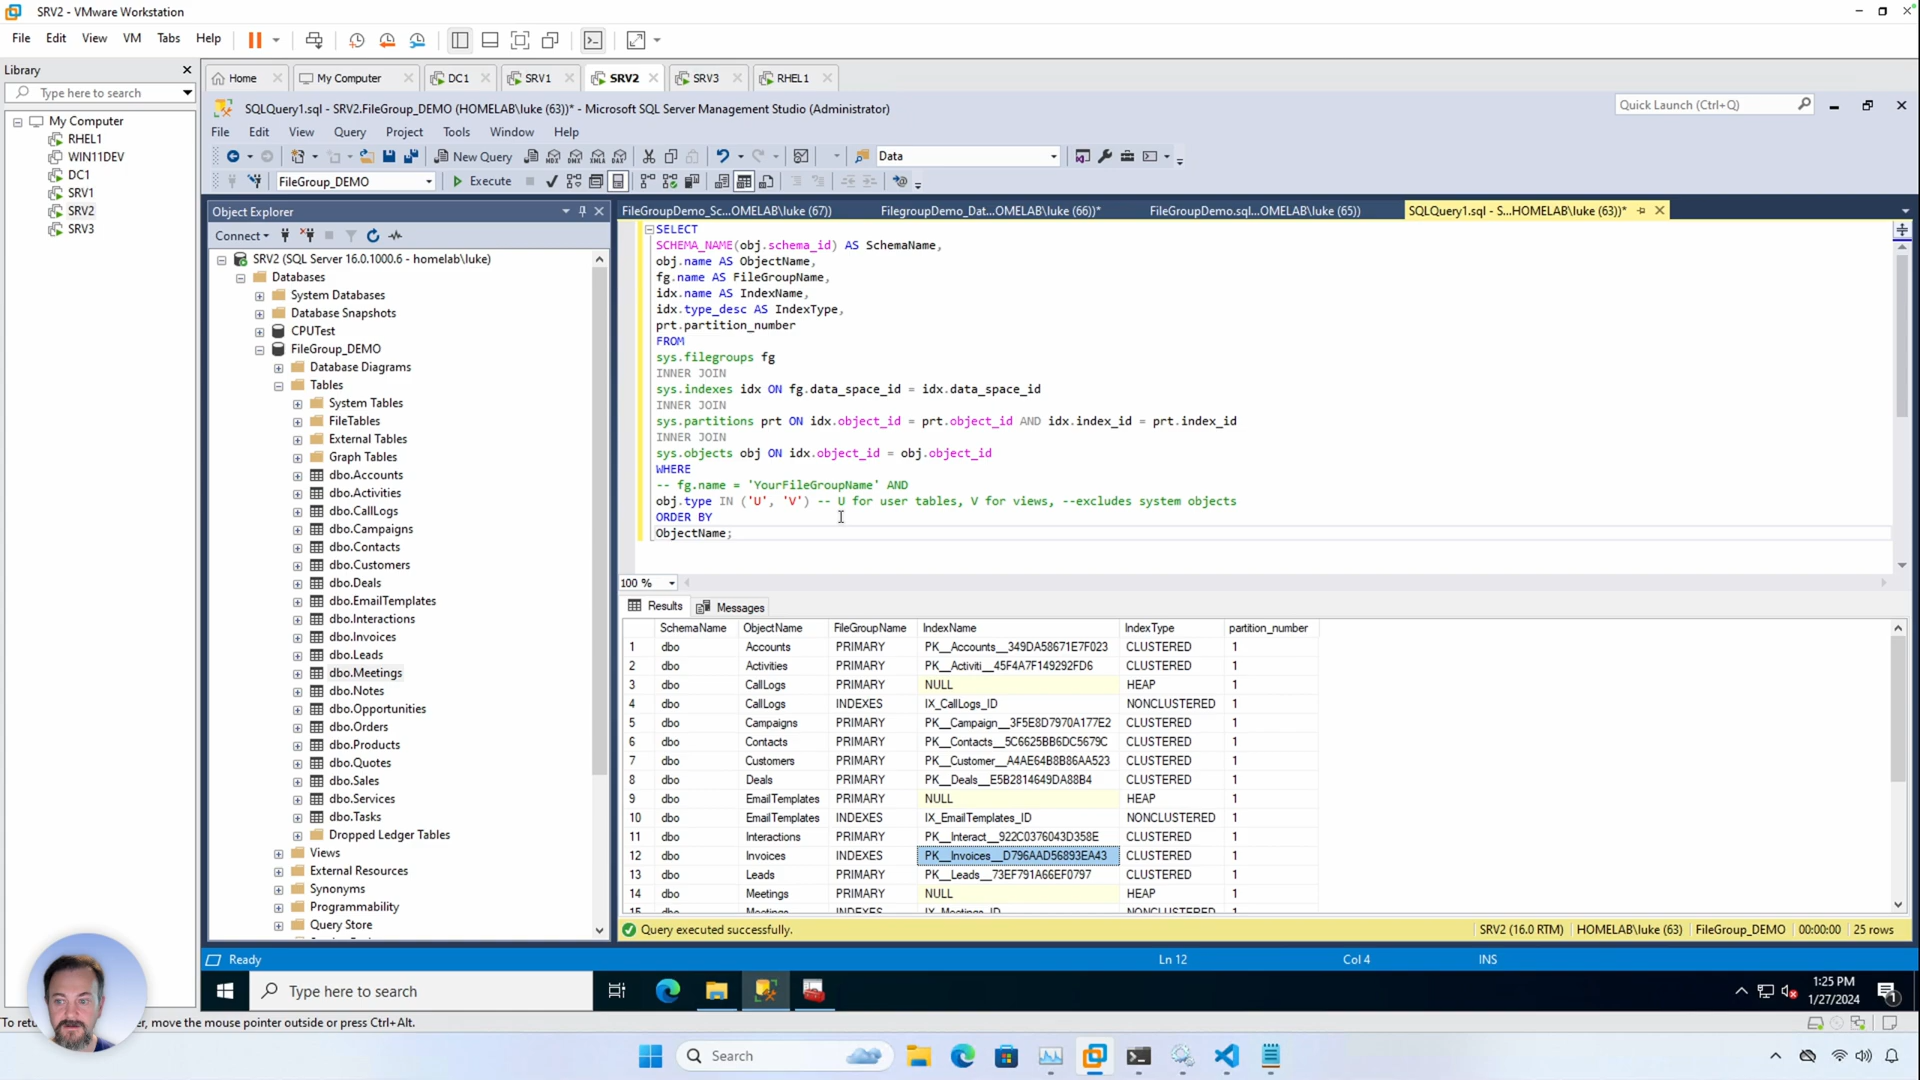 SRV2 - VMware Workstation
File Edit View VM Tabs Help
Library
Type here to search
My Computer
RHEL1
WIN11DEV
DC1
SRV1
SRV2
SRV3
Home My Computer DC1 SRV1 SRV2 SRV3 RHEL1
SQLQuery1.sql - SRV2.FileGroup_DEMO (HOMELAB\luke (63))* - Microsoft SQL Server Management Studio (Administrator)
Quick Launch (Ctrl+Q)
File Edit View Query Project Tools Window Help
New Query
MDX DMX XMLA DAX
Data
FileGroup_DEMO
Execute
Object Explorer
Connect
SRV2 (SQL Server 16.0.1000.6 - homelab\luke)
Databases
System Databases
Database Snapshots
CPUTest
FileGroup_DEMO
Database Diagrams
Tables
System Tables
FileTables
External Tables
Graph Tables
dbo.Accounts
dbo.Activities
dbo.CallLogs
dbo.Campaigns
dbo.Contacts
dbo.Customers
dbo.Deals
dbo.EmailTemplates
dbo.Interactions
dbo.Invoices
dbo.Leads
dbo.Meetings
dbo.Notes
dbo.Opportunities
dbo.Orders
dbo.Products
dbo.Quotes
dbo.Sales
dbo.Services
dbo.Tasks
Dropped Ledger Tables
Views
External Resources
Synonyms
Programmability
Query Store
FileGroupDemo_Sc...OMELAB\luke (67)) FilegroupDemo_Dat...OMELAB\luke (66))* FileGroupDemo.sql...OMELAB\luke (65)) SQLQuery1.sql - S...HOMELAB\luke (63))*
SELECT
SCHEMA_NAME(obj.schema_id) AS SchemaName,
obj.name AS ObjectName,
fg.name AS FileGroupName,
idx.name AS IndexName,
idx.type_desc AS IndexType,
prt.partition_number
FROM
sys.filegroups fg
INNER JOIN
sys.indexes idx ON fg.data_space_id = idx.data_space_id
INNER JOIN
sys.partitions prt ON idx.object_id = prt.object_id AND idx.index_id = prt.index_id
INNER JOIN
sys.objects obj ON idx.object_id = obj.object_id
WHERE
-- fg.name = 'YourFileGroupName' AND
obj.type IN ('U', 'V') -- U for user tables, V for views, --excludes system objects
ORDER BY
ObjectName;
100 %
Results Messages
SchemaName ObjectName FileGroupName IndexName IndexType partition_number
1 dbo Accounts PRIMARY PK__Accounts__349DA58671E7F023 CLUSTERED 1
2 dbo Activities PRIMARY PK__Activiti__45F4A7F149292FD6 CLUSTERED 1
3 dbo CallLogs PRIMARY NULL HEAP 1
4 dbo CallLogs INDEXES IX_CallLogs_ID NONCLUSTERED 1
5 dbo Campaigns PRIMARY PK__Campaign__3F5E8D7970A177E2 CLUSTERED 1
6 dbo Contacts PRIMARY PK__Contacts__5C6625BB6DC5679C CLUSTERED 1
7 dbo Customers PRIMARY PK__Customer__A4AE64B8B86AA523 CLUSTERED 1
8 dbo Deals PRIMARY PK__Deals__E5B2814649DA88B4 CLUSTERED 1
9 dbo EmailTemplates PRIMARY NULL HEAP 1
10 dbo EmailTemplates INDEXES IX_EmailTemplates_ID NONCLUSTERED 1
11 dbo Interactions PRIMARY PK__Interact__922C0376043D358E CLUSTERED 1
12 dbo Invoices INDEXES PK__Invoices__D796AAD56893EA43 CLUSTERED 1
13 dbo Leads PRIMARY PK__Leads__73EF791A66EF0797 CLUSTERED 1
14 dbo Meetings PRIMARY NULL HEAP 1
15 dbo Meetings INDEXES IX_Meetings_ID NONCLUSTERED 1
Query executed successfully. SRV2 (16.0 RTM) HOMELAB\luke (63) FileGroup_DEMO 00:00:00 25 rows
Ready Ln 12 Col 4 INS
Type here to search
1:25 PM
1/27/2024
1
To retu
er, move the mouse pointer outside or press Ctrl+Alt.
Search